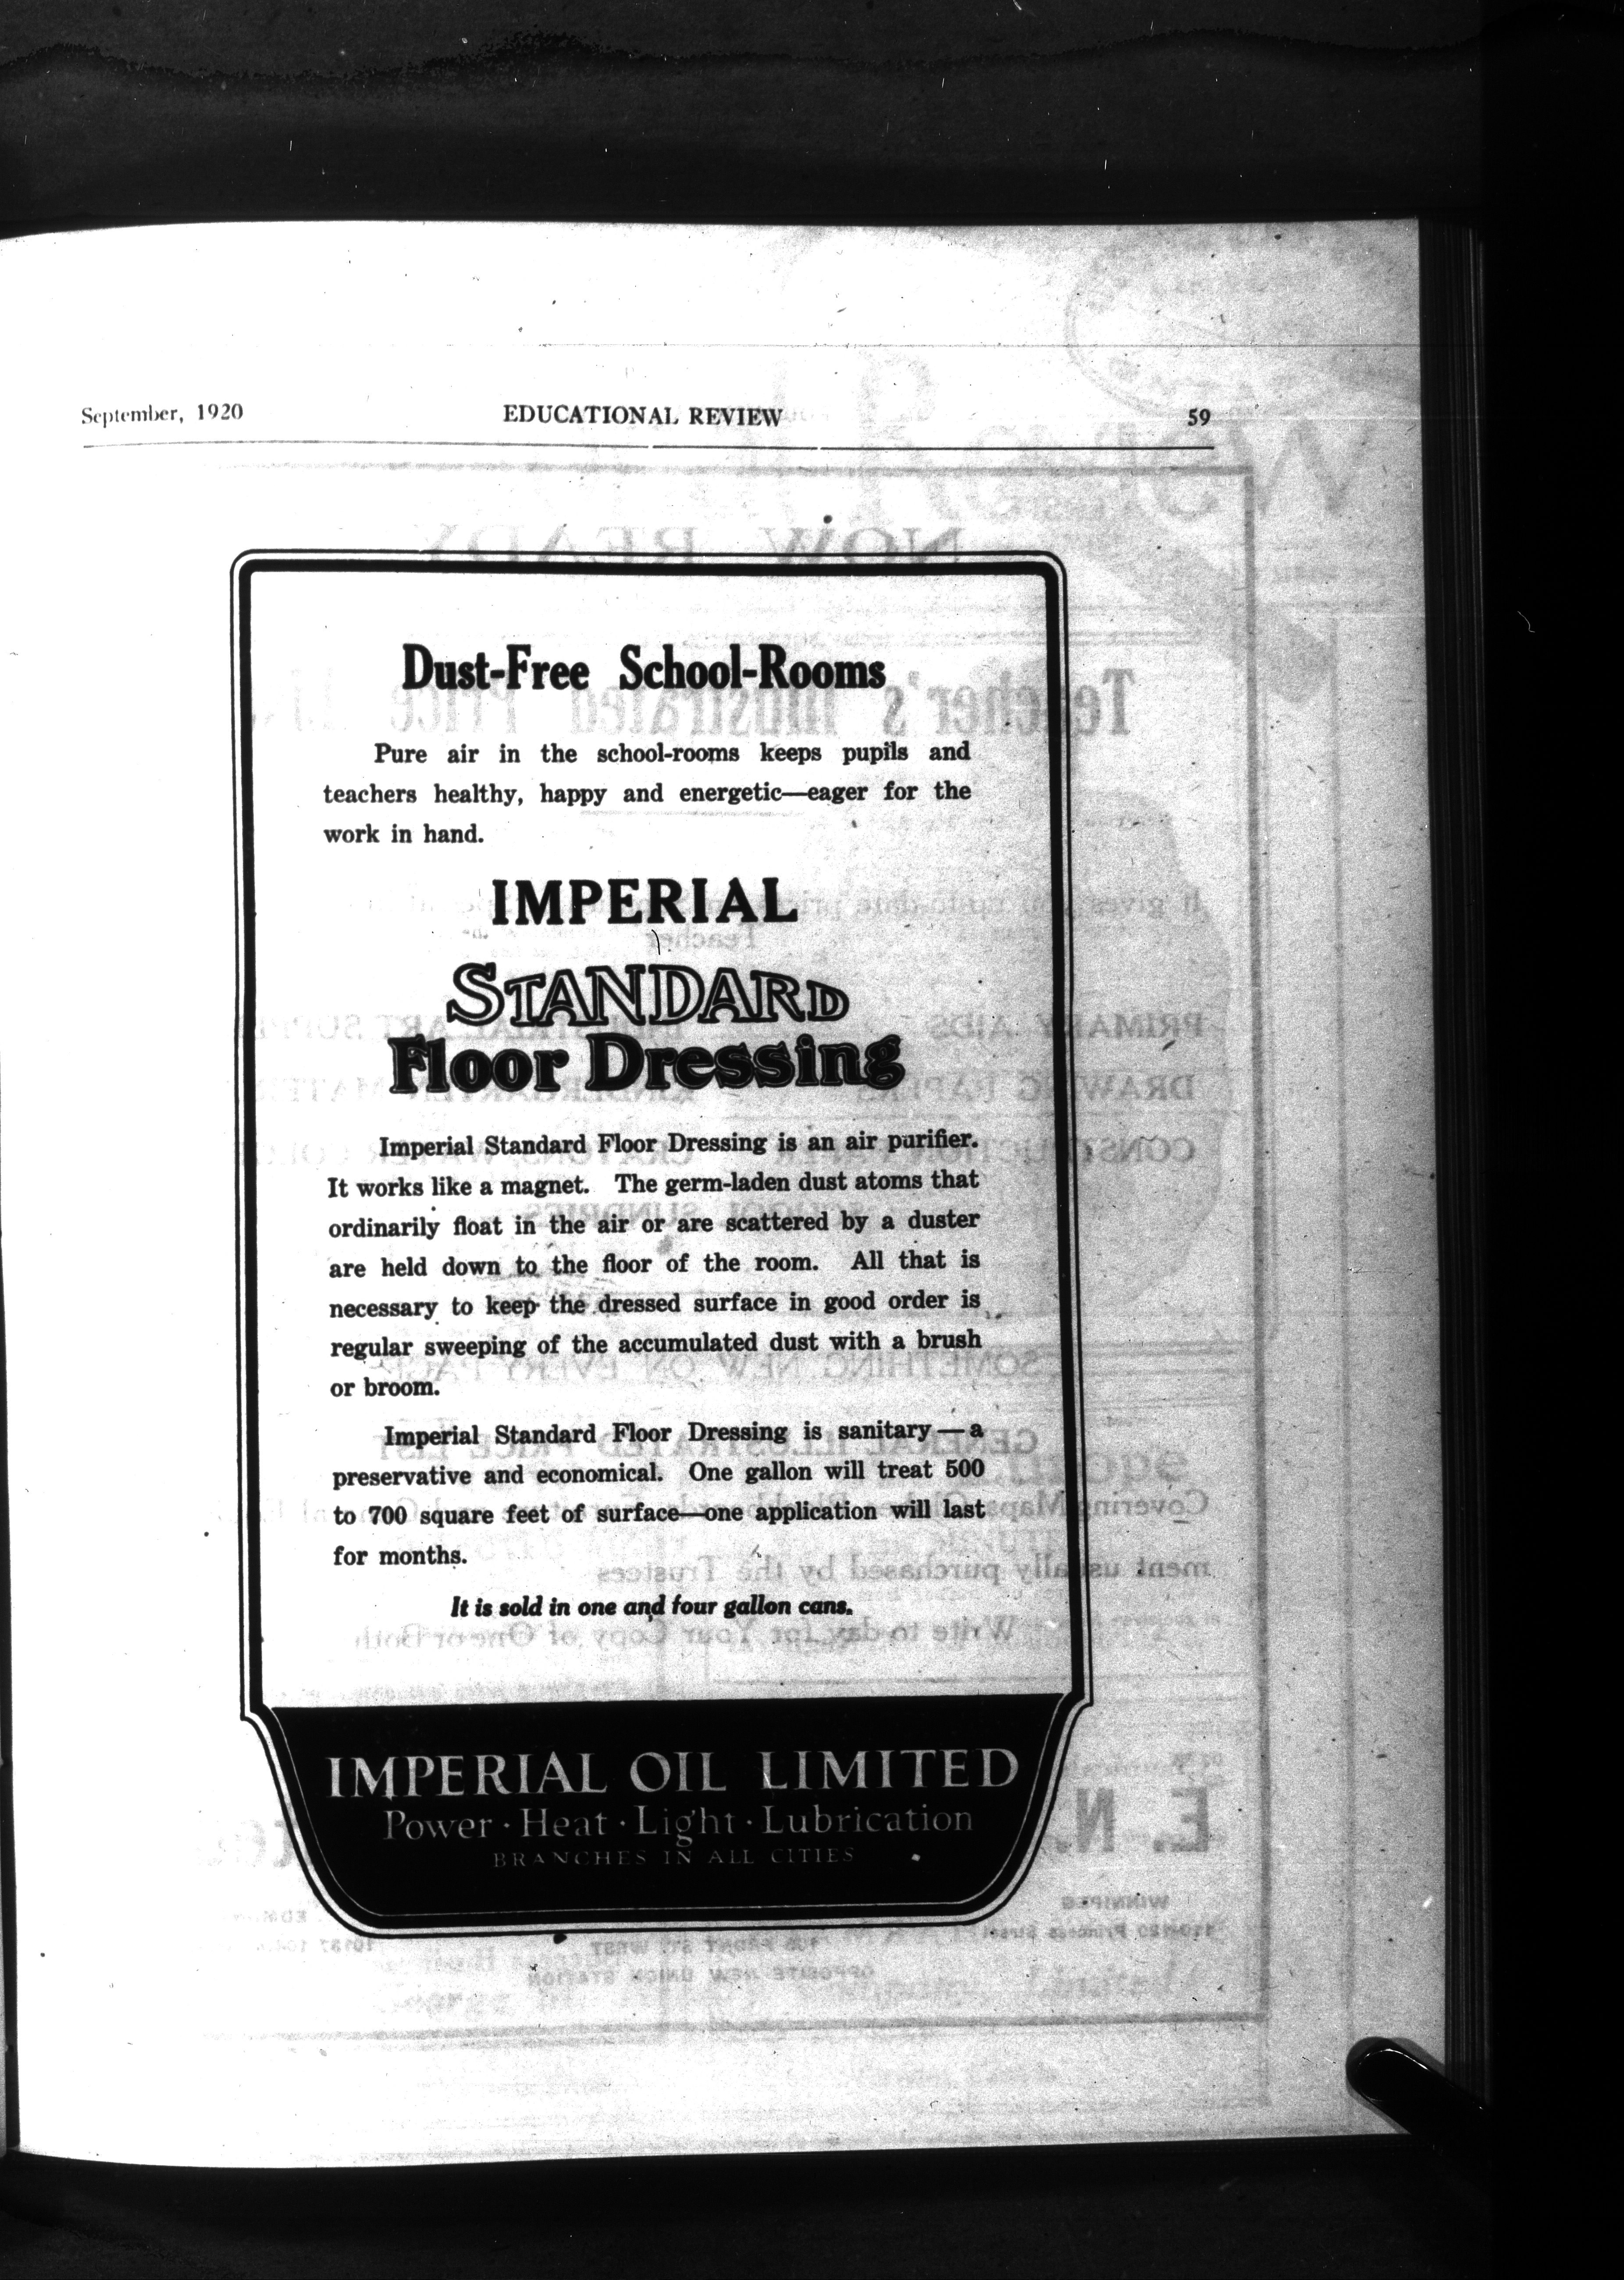 September, 1920 EDUCATIONAL REVIEW 59
Dust-Free School-Rooms
Pure air in the school-rooms keeps pupils and
teachers healthy, happy and energetic—eager for the
work in hand.
IMPERIAL
STANDARD
Floor Dressing
Imperial Standard Floor Dressing is an air purifier.
It works like a magnet. The germ-laden dust atoms that
ordinarily float in the air or are scattered by a duster
are held down to the floor of the room. All that is
necessary to keep the dressed surface in good order is
regular sweeping of the accumulated dust with a brush
or broom.
Imperial Standard Floor Dressing is sanitary—a
preservative and economical. One gallon will treat 500
to 700 square feet of surface—one application will last
for months.
It is sold in one and four gallon cans.
IMPERIAL OIL LIMITED
Power · Heat · Light · Lubrication
BRANCHES IN ALL CITIES